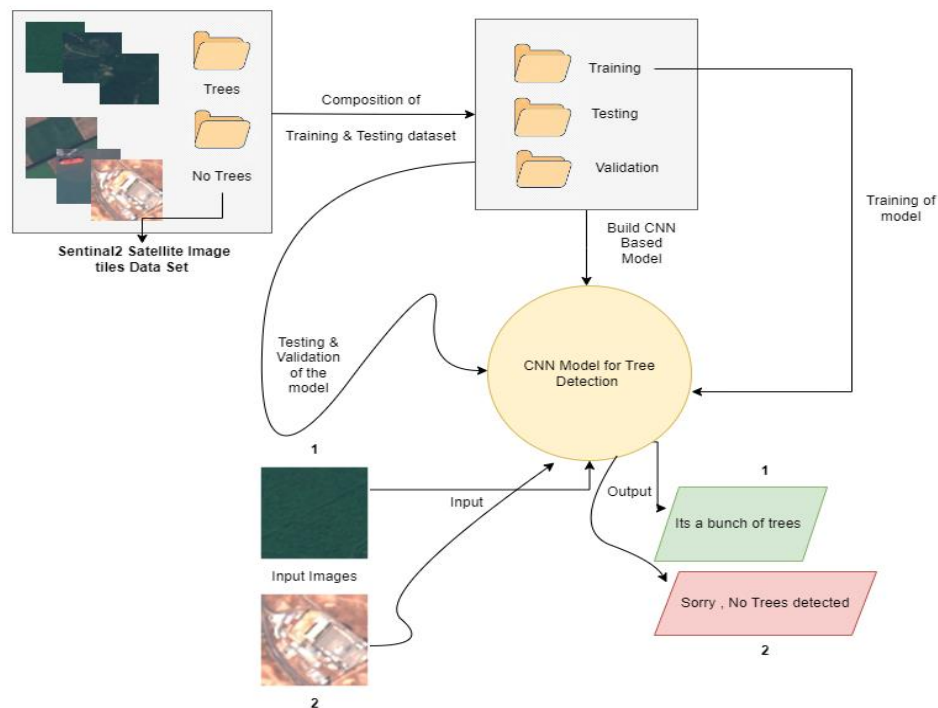 Trees
No Trees
Sentinal2 Satellite Image
tiles Data Set
Composition of
Training & Testing dataset
Training
Testing
Validation
Training of
model
Build CNN
Based
Model
Testing &
Validation
of the
model
CNN Model for Tree
Detection
1
Input
Input Images
2
Output
1
Its a bunch of trees
Sorry , No Trees detected
2